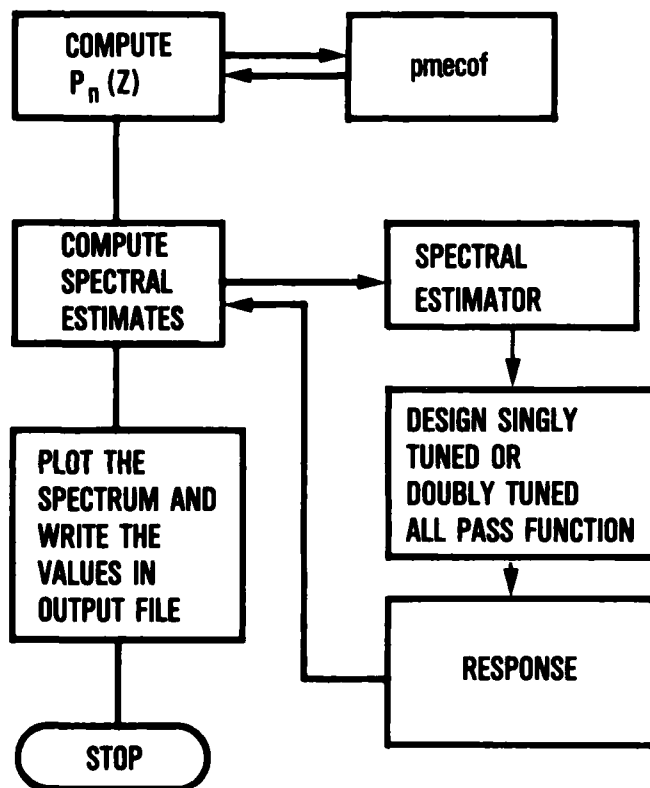 COMPUTE
Pn (Z)
pmecof
COMPUTE
SPECTRAL
ESTIMATES
SPECTRAL
ESTIMATOR
DESIGN SINGLY
TUNED OR
DOUBLY TUNED
ALL PASS FUNCTION
PLOT THE
SPECTRUM AND
WRITE THE
VALUES IN
OUTPUT FILE
RESPONSE
STOP